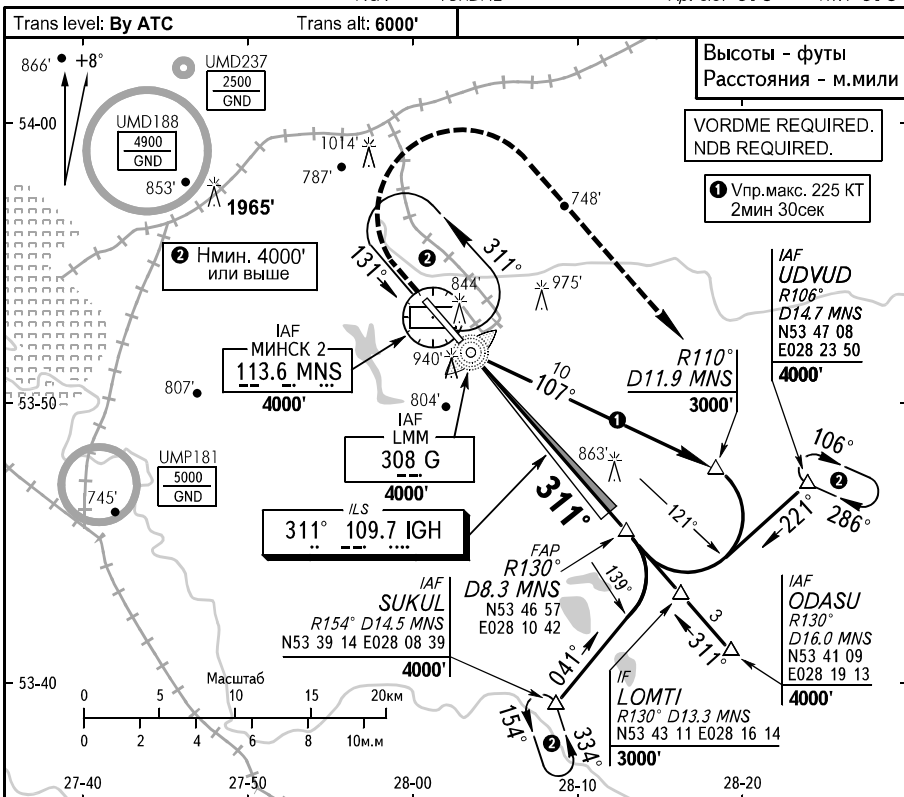 Trans level: By ATC
Trans alt: 6000'
Высоты - футы
Расстояния - м.мили
866'
+8°
UMD237
2500
GND
54-00
UMD188
4900
GND
853'
1965'
1014'
787'
748'
VORDME REQUIRED.
NDB REQUIRED.
❶ Vпр.макс. 225 КТ
2мин 30сек
❷ Hмин. 4000'
или выше
131°
❷
311°
844'
975'
IAF
UDVUD
R106°
D14.7 MNS
N53 47 08
E028 23 50
4000'
IAF
МИНСК 2
113.6 MNS
4000'
940'
10
107°
❶
R110°
D11.9 MNS
3000'
807'
53-50
804'
IAF
LMM
308 G
4000'
863'
106°
❷
286°
221°
UMP181
5000
GND
745'
ILS
311° 109.7 IGH
311°
121°
FAP
R130°
D8.3 MNS
N53 46 57
E028 10 42
139°
IAF
SUKUL
R154° D14.5 MNS
N53 39 14 E028 08 39
4000'
3
311°
IAF
ODASU
R130°
D16.0 MNS
N53 41 09
E028 19 13
4000'
041°
IF
LOMTI
R130° D13.3 MNS
N53 43 11 E028 16 14
3000'
154°
❷
334°
53-40
Масштаб
0 5 10 15 20км
0 2 4 6 8 10м.м
27-40 27-50 28-00 28-10 28-20